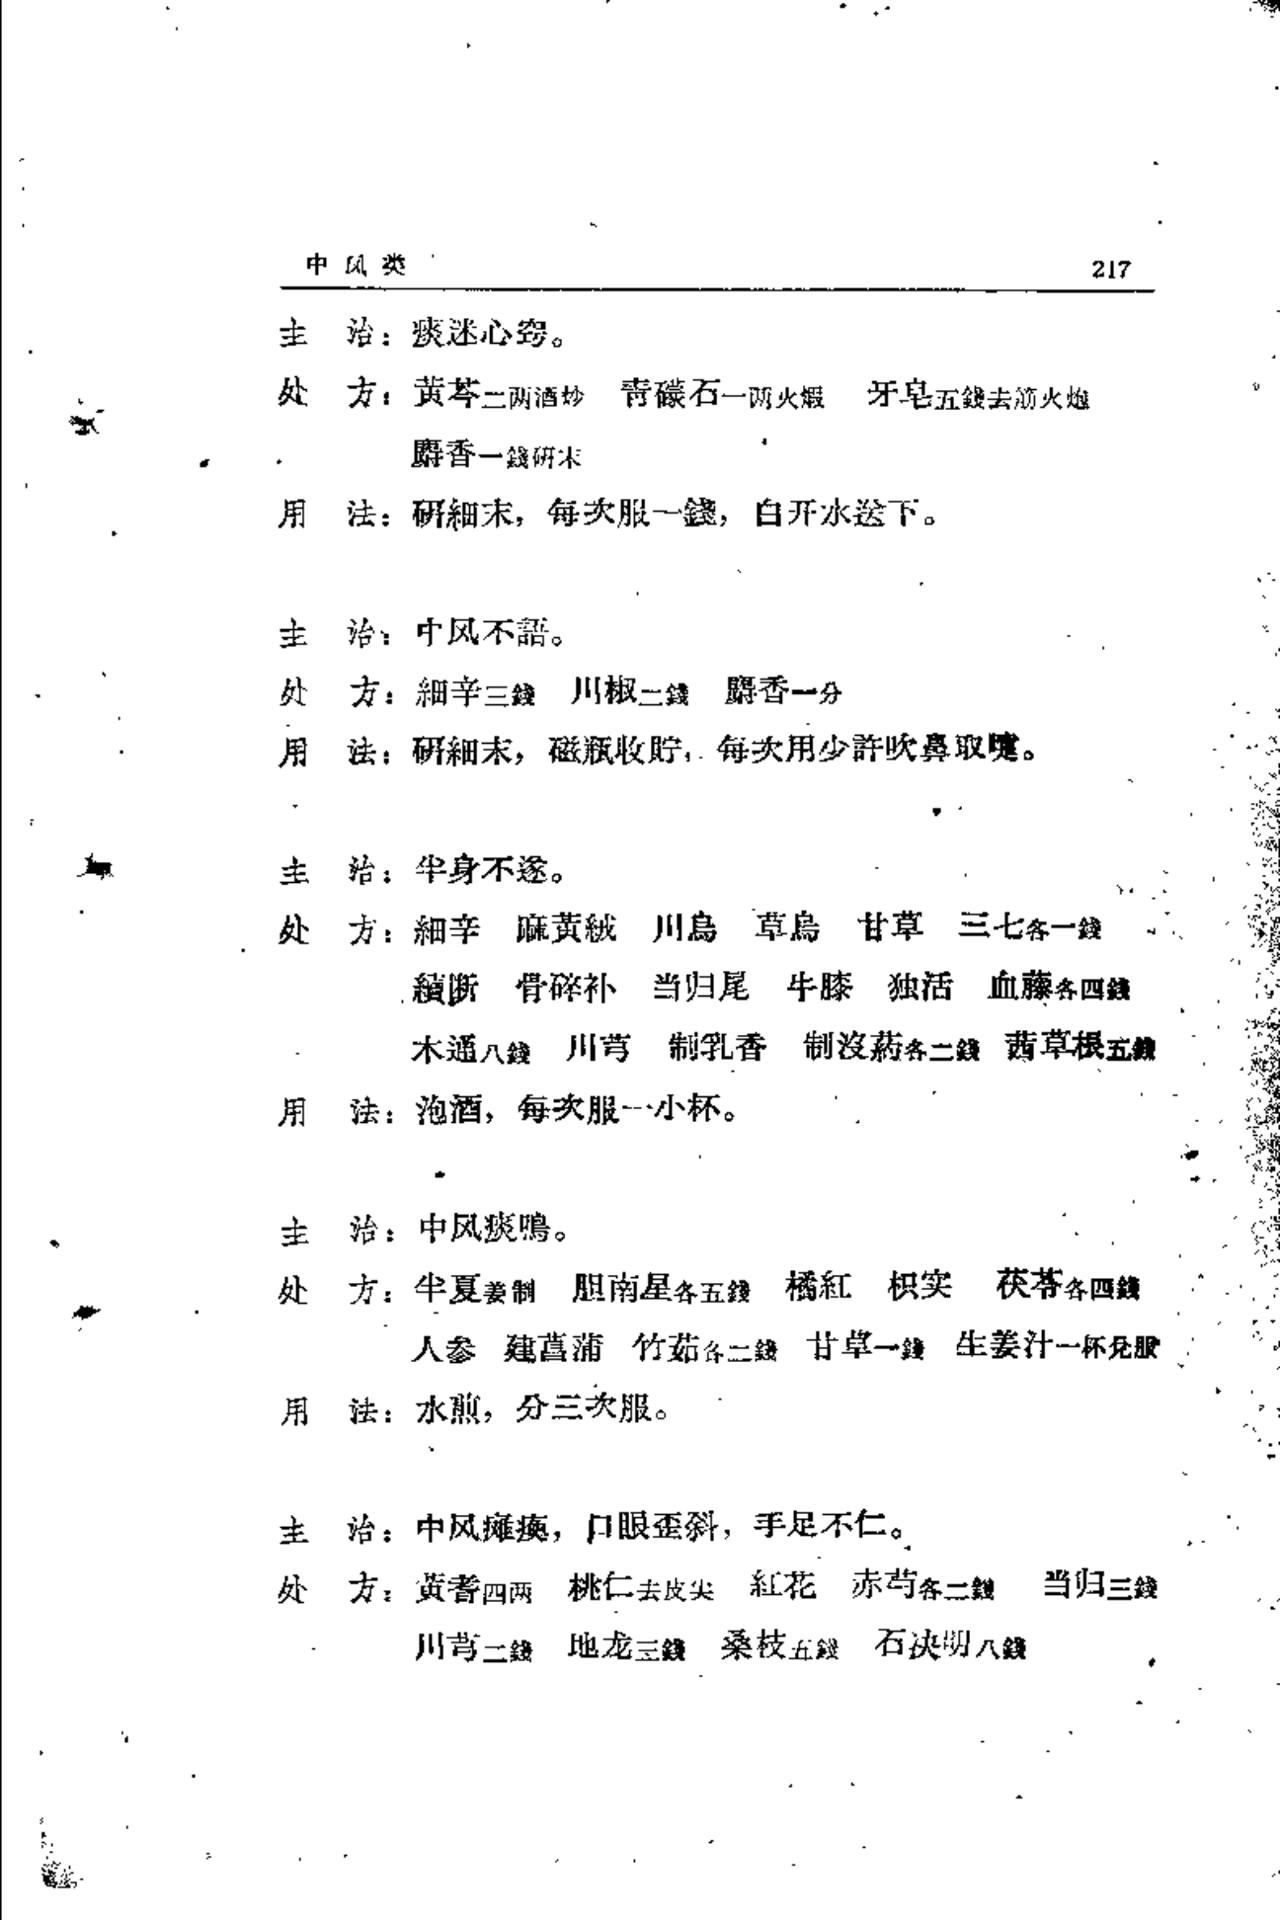 中风类 217
主　治：痰迷心窍。
处　方：黃芩二两酒炒　青礞石一两火煅　牙皂五錢去筋火炮
麝香一錢研末
用　法：研細末，每次服一錢，白开水送下。
主　治：中风不語。
处　方：細辛三錢　川椒二錢　麝香一分
用　法：研細末，磁瓶收貯，每次用少許吹鼻取嚏。
主　治：半身不遂。
处　方：細辛　麻黃絨　川烏　草烏　甘草　三七各一錢
續断　骨碎补　当归尾　牛膝　独活　血藤各四錢
木通八錢　川芎　制乳香　制沒葯各二錢　茜草根五錢
用　法：泡酒，每次服一小杯。
主　治：中风痰鳴。
处　方：半夏姜制　胆南星各五錢　橘紅　枳实　茯苓各四錢
人参　建菖蒲　竹茹各二錢　甘草一錢　生姜汁一杯兌服
用　法：水煎，分三次服。
主　治：中风癱瘓，口眼歪斜，手足不仁。
处　方：黃耆四两　桃仁去皮尖　紅花　赤芍各二錢　当归三錢
川芎二錢　地龙三錢　桑枝五錢　石决明八錢